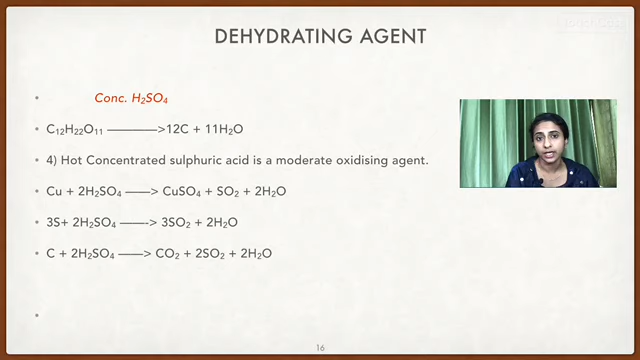 DEHYDRATING AGENT
• Conc. H₂SO₄
• C₁₂H₂₂O₁₁ ————>12C + 11H₂O
• 4) Hot Concentrated sulphuric acid is a moderate oxidising agent.
• Cu + 2H₂SO₄ ——> CuSO₄ + SO₂ + 2H₂O
• 3S+ 2H₂SO₄ ——-> 3SO₂ + 2H₂O
• C + 2H₂SO₄ ——> CO₂ + 2SO₂ + 2H₂O
•
16